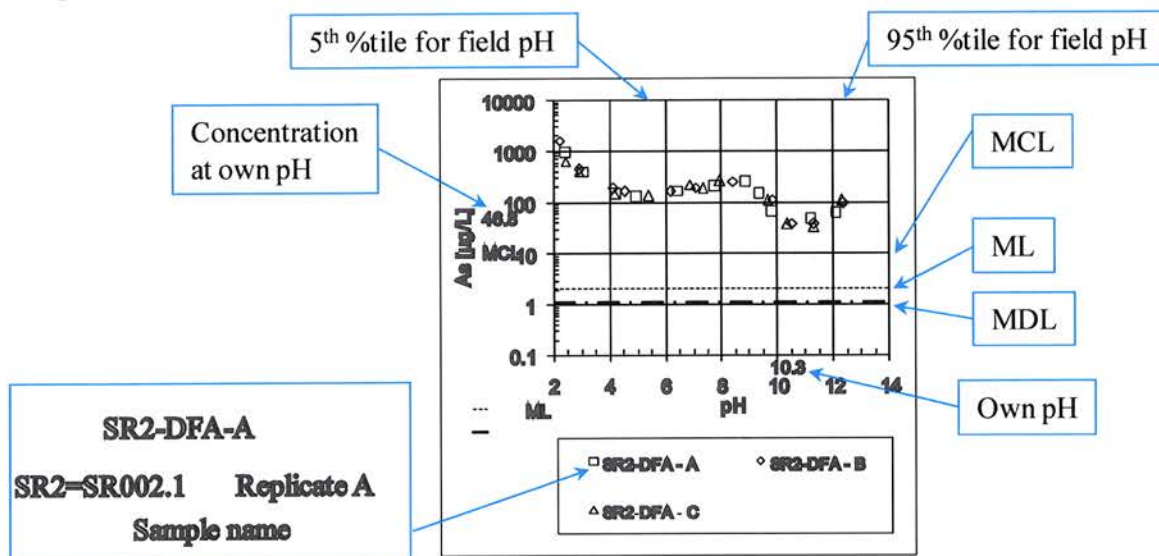 5th %tile for field pH
95th %tile for field pH
Concentration
at own pH
MCL
ML
MDL
Own pH
10000
1000
100
10
1
0.1
46.8
MCL
As [µg/L]
2 4 6 8 10 12 14
10.3
pH
ML
SR2-DFA - A
SR2-DFA - B
SR2-DFA - C
SR2-DFA-A
SR2=SR002.1 Replicate A
Sample name